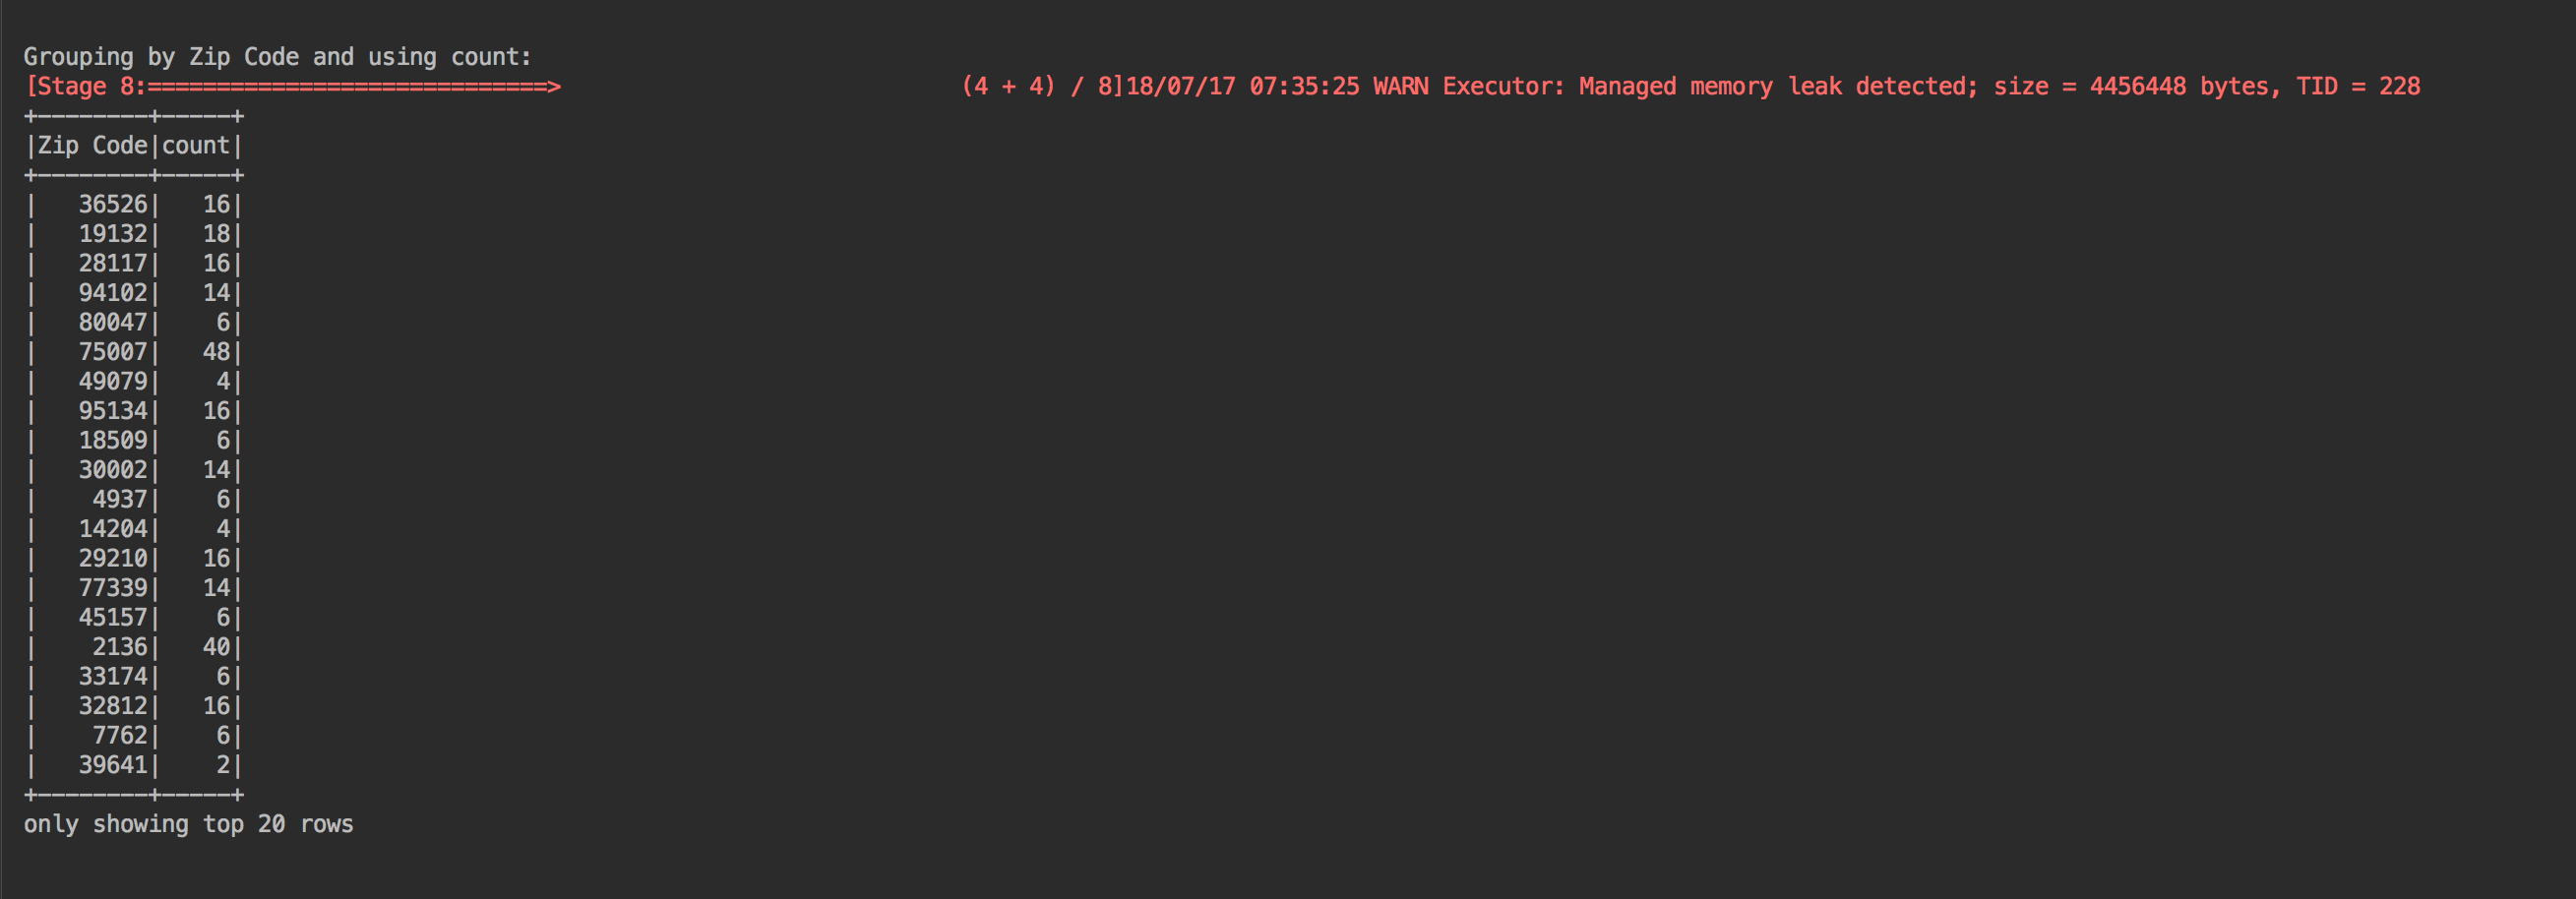 Grouping by Zip Code and using count:
[Stage 8:=============================>                             (4 + 4) / 8]18/07/17 07:35:25 WARN Executor: Managed memory leak detected; size = 4456448 bytes, TID = 228
+--------+-----+
|Zip Code|count|
+--------+-----+
|   36526|   16|
|   19132|   18|
|   28117|   16|
|   94102|   14|
|   80047|    6|
|   75007|   48|
|   49079|    4|
|   95134|   16|
|   18509|    6|
|   30002|   14|
|    4937|    6|
|   14204|    4|
|   29210|   16|
|   77339|   14|
|   45157|    6|
|    2136|   40|
|   33174|    6|
|   32812|   16|
|    7762|    6|
|   39641|    2|
+--------+-----+
only showing top 20 rows